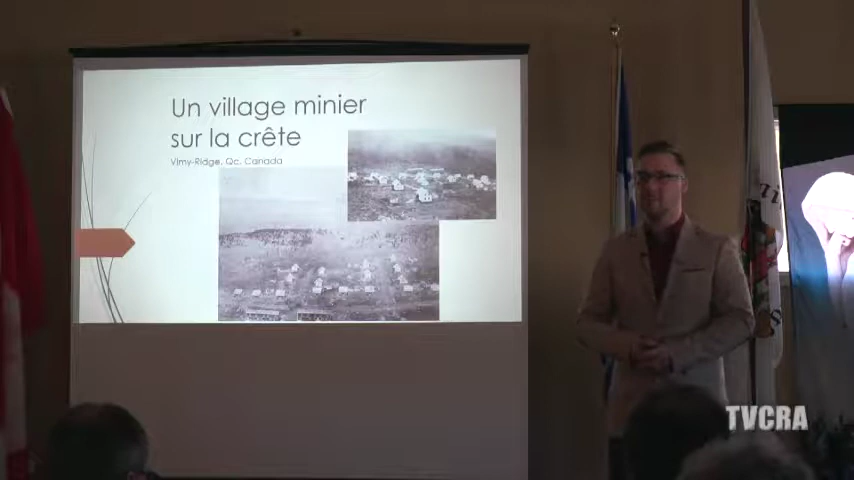 Un village minier
sur la crête
Vimy-Ridge, Qc, Canada
TVCRA